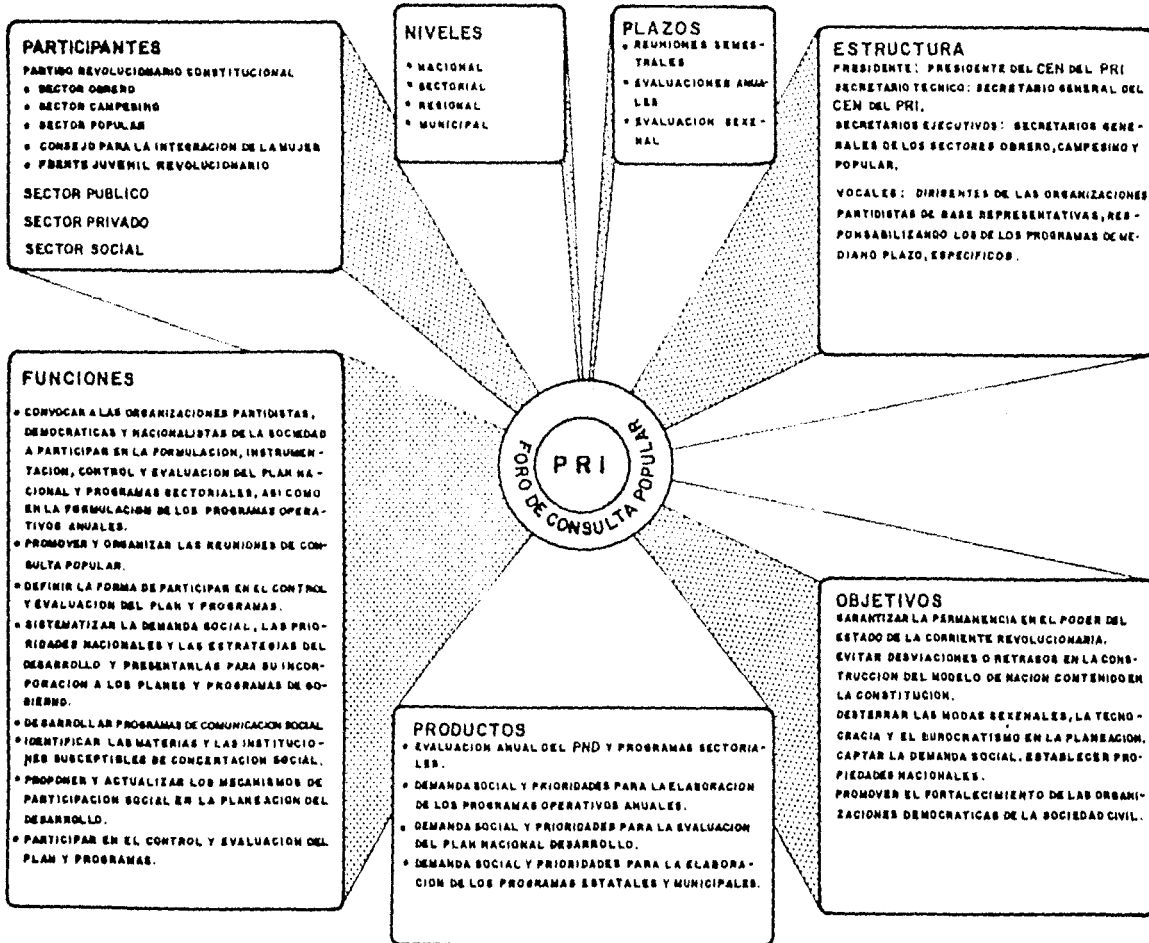 PARTICIPANTES
PARTIDO REVOLUCIONARIO CONSTITUCIONAL
• SECTOR OBRERO
• SECTOR CAMPESINO
• SECTOR POPULAR
• CONSEJO PARA LA INTEGRACION DE LA MUJER
• FRENTE JUVENIL REVOLUCIONARIO
SECTOR PUBLICO
SECTOR PRIVADO
SECTOR SOCIAL
NIVELES
• NACIONAL
• SECTORIAL
• REGIONAL
• MUNICIPAL
PLAZOS
• REUNIONES SEMES-
TRALES
• EVALUACIONES ANUA-
LES
• EVALUACION SEXE-
NAL
ESTRUCTURA
PRESIDENTE: PRESIDENTE DEL CEN DEL PRI
SECRETARIO TECNICO: SECRETARIO GENERAL DEL
CEN DEL PRI.
SECRETARIOS EJECUTIVOS: SECRETARIOS GENE-
RALES DE LOS SECTORES OBRERO, CAMPESINO Y
POPULAR.
VOCALES: DIRIGENTES DE LAS ORGANIZACIONES
PARTIDISTAS DE BASE REPRESENTATIVAS, RES-
PONSABILIZANDO LOS DE LOS PROGRAMAS DE ME-
DIANO PLAZO, ESPECIFICOS.
FUNCIONES
• CONVOCAR A LAS ORGANIZACIONES PARTIDISTAS,
DEMOCRATICAS Y NACIONALISTAS DE LA SOCIEDAD
A PARTICIPAR EN LA FORMULACION, INSTRUMEN-
TACION, CONTROL Y EVALUACION DEL PLAN NA-
CIONAL Y PROGRAMAS SECTORIALES, ASI COMO
EN LA FORMULACION DE LOS PROGRAMAS OPERA-
TIVOS ANUALES.
• PROMOVER Y ORGANIZAR LAS REUNIONES DE CON-
SULTA POPULAR.
• DEFINIR LA FORMA DE PARTICIPAR EN EL CONTROL
Y EVALUACION DEL PLAN Y PROGRAMAS.
• SISTEMATIZAR LA DEMANDA SOCIAL, LAS PRIO-
RIDADES NACIONALES Y LAS ESTRATEGIAS DEL
DESARROLLO Y PRESENTARLAS PARA SU INCOR-
PORACION A LOS PLANES Y PROGRAMAS DE GO-
BIERNO.
• DESARROLLAR PROGRAMAS DE COMUNICACION SOCIAL
• IDENTIFICAR LAS MATERIAS Y LAS INSTITUCIO-
NES SUSCEPTIBLES DE CONCERTACION SOCIAL.
• PROPONER Y ACTUALIZAR LOS MECANISMOS DE
PARTICIPACION SOCIAL EN LA PLANEACION DEL
DESARROLLO.
• PARTICIPAR EN EL CONTROL Y EVALUACION DEL
PLAN Y PROGRAMAS.
PRI
FORO DE CONSULTA POPULAR
PRODUCTOS
• EVALUACION ANUAL DEL PND Y PROGRAMAS SECTORIA-
LES.
• DEMANDA SOCIAL Y PRIORIDADES PARA LA ELABORACION
DE LOS PROGRAMAS OPERATIVOS ANUALES.
• DEMANDA SOCIAL Y PRIORIDADES PARA LA EVALUACION
DEL PLAN NACIONAL DESARROLLO.
• DEMANDA SOCIAL Y PRIORIDADES PARA LA ELABORA-
CION DE LOS PROGRAMAS ESTATALES Y MUNICIPALES.
OBJETIVOS
GARANTIZAR LA PERMANENCIA EN EL PODER DEL
ESTADO DE LA CORRIENTE REVOLUCIONARIA.
EVITAR DESVIACIONES O RETRASOS EN LA CONS-
TRUCCION DEL MODELO DE NACION CONTENIDO EN
LA CONSTITUCION.
DESTERRAR LAS MODAS SEXENALES, LA TECNO-
CRACIA Y EL BUROCRATISMO EN LA PLANEACION.
CAPTAR LA DEMANDA SOCIAL. ESTABLECER PRO-
PIEDADES NACIONALES.
PROMOVER EL FORTALECIMIENTO DE LAS ORGANI-
ZACIONES DEMOCRATICAS DE LA SOCIEDAD CIVIL.